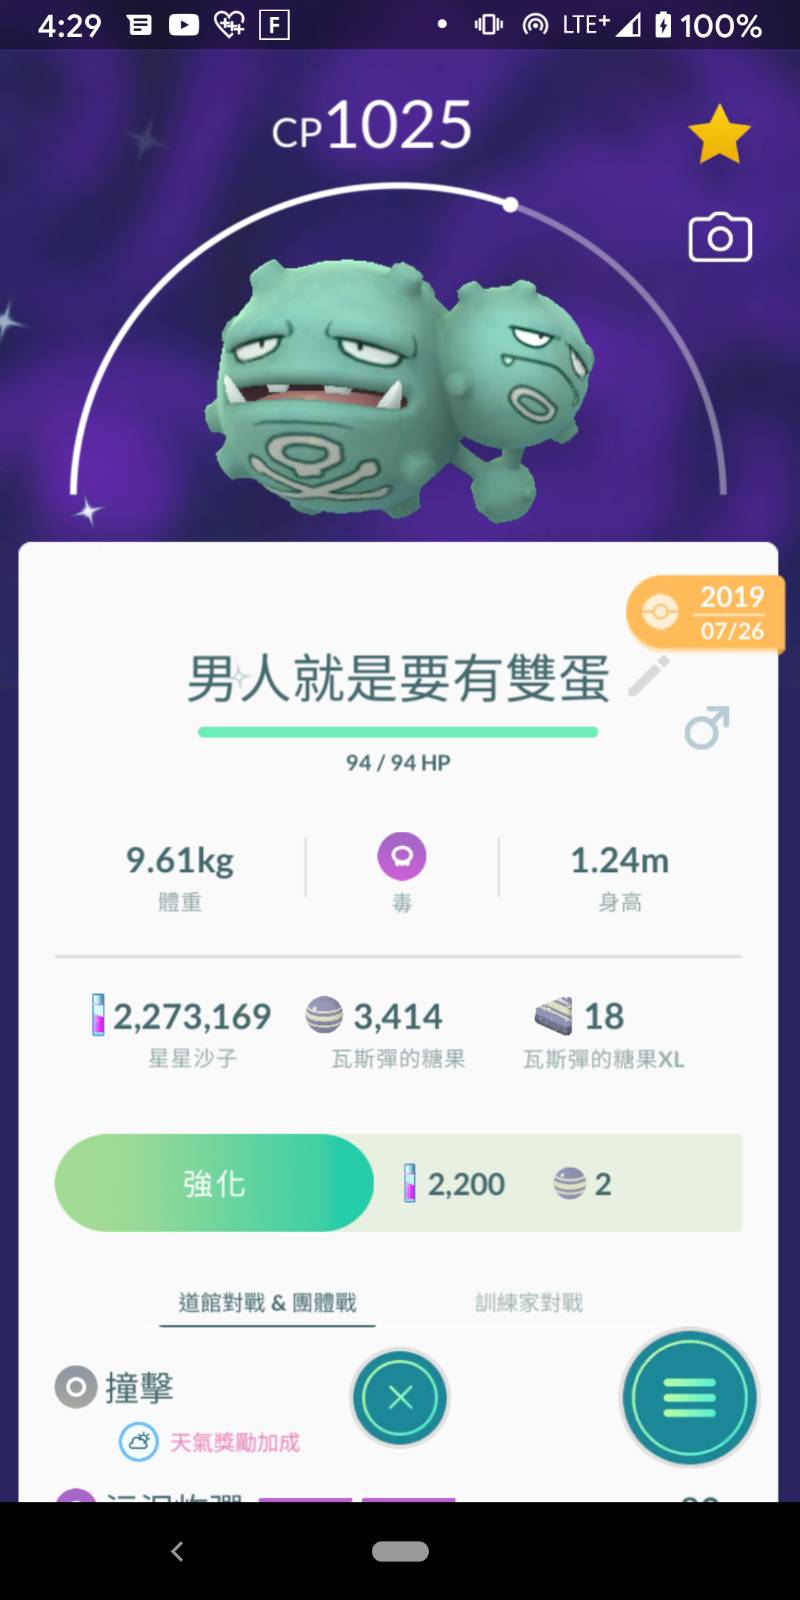 4:29
F
LTE+
100%
CP1025
2019
07/26
男人就是要有雙蛋
94 / 94 HP
9.61kg
體重
毒
1.24m
身高
2,273,169
星星沙子
3,414
瓦斯彈的糖果
18
瓦斯彈的糖果XL
強化
2,200
2
道館對戰 & 團體戰
訓練家對戰
撞擊
天氣獎勵加成